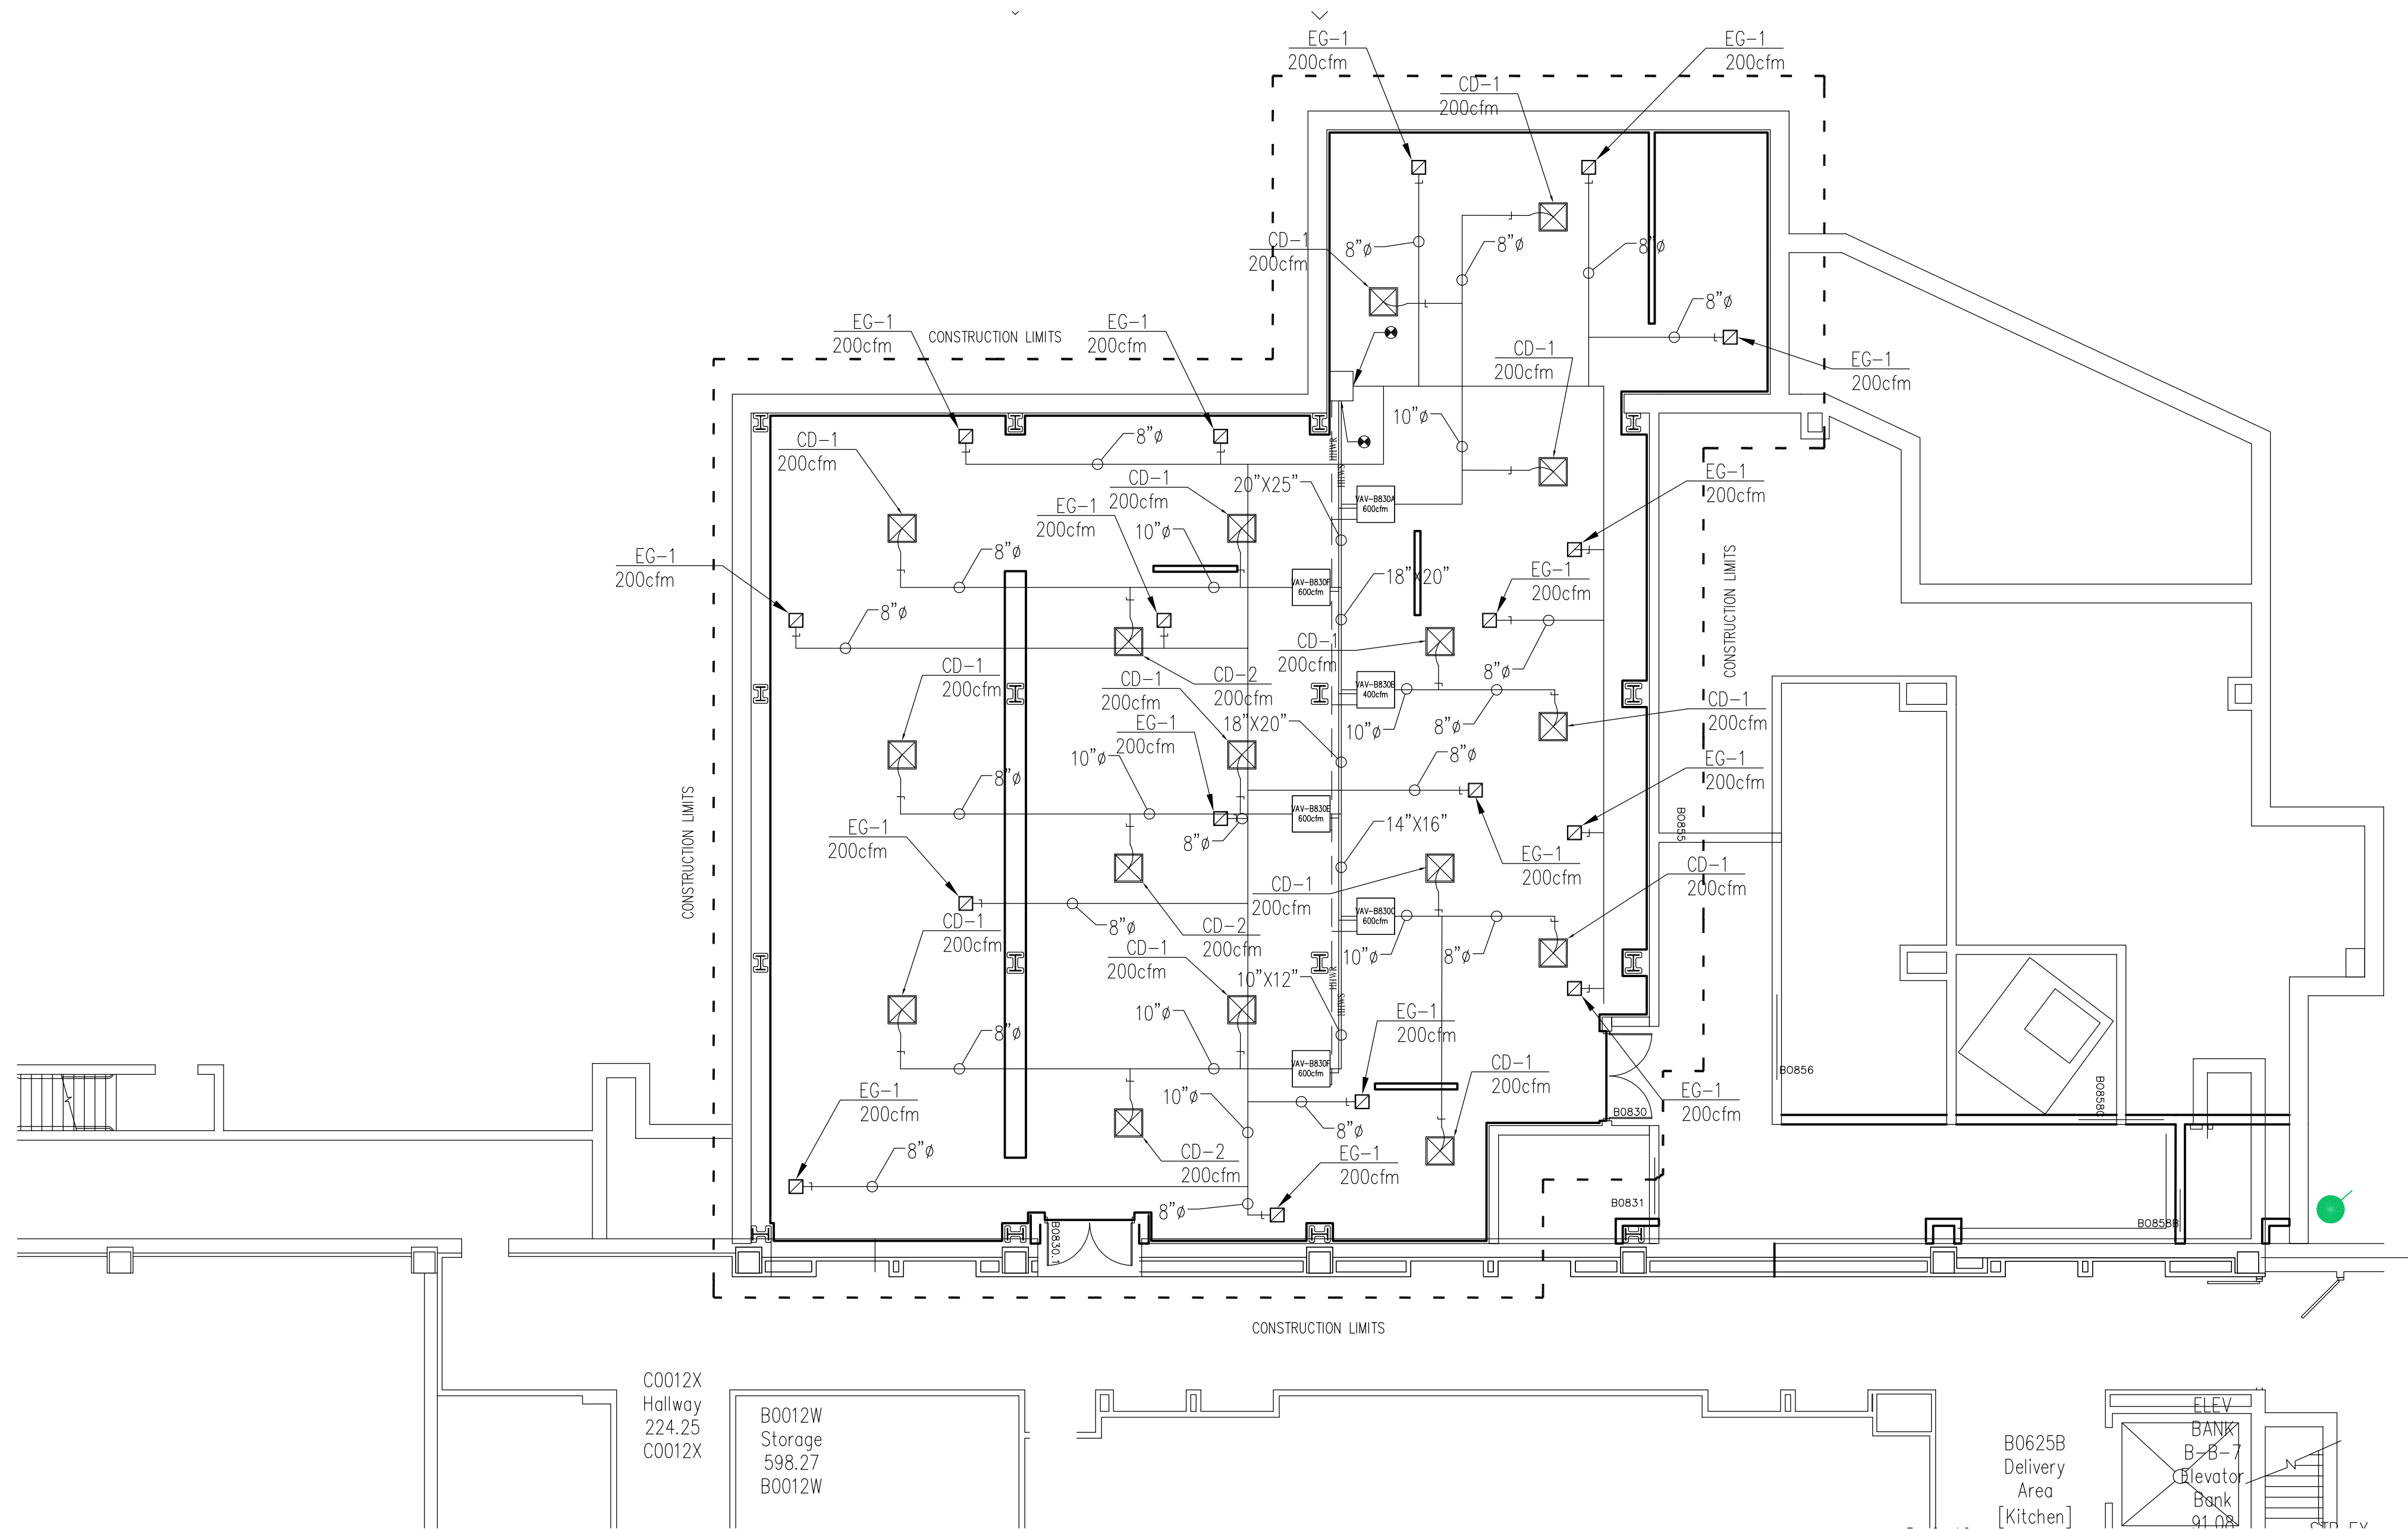 EG-1
200cfm
EG-1
200cfm
CD-1
200cfm
CD-1
200cfm
8"ø
8"ø
8"ø
8"ø
EG-1
200cfm
CONSTRUCTION LIMITS
EG-1
200cfm
CD-1
200cfm
EG-1
200cfm
10"ø
8"ø
CD-1
200cfm
HHWR
HHWS
CD-1
200cfm
20"X25"
EG-1
200cfm
VAV-B830A
600cfm
EG-1
200cfm
10"ø
8"ø
EG-1
200cfm
VAV-B830F
600cfm
18"X20"
EG-1
200cfm
CONSTRUCTION LIMITS
8"ø
CD-1
200cfm
8"ø
CD-1
200cfm
CD-1
200cfm
CD-2
200cfm
VAV-B830B
400cfm
CD-1
200cfm
18"X20"
10"ø
8"ø
EG-1
200cfm
10"ø
8"ø
8"ø
EG-1
200cfm
CONSTRUCTION LIMITS
VAV-B830E
600cfm
14"X16"
B0855
8"ø
EG-1
200cfm
EG-1
200cfm
CD-1
200cfm
CD-1
200cfm
8"ø
CD-1
200cfm
CD-2
200cfm
VAV-B830C
600cfm
CD-1
200cfm
10"X12"
10"ø
8"ø
HHWR
HHWS
10"ø
8"ø
EG-1
200cfm
VAV-B830F
600cfm
CD-1
200cfm
B0856
EG-1
200cfm
10"ø
8"ø
B0830
EG-1
200cfm
B0858C
8"ø
CD-2
200cfm
EG-1
200cfm
8"ø
B0831
B0858B
B0830.1
CONSTRUCTION LIMITS
C0012X
Hallway
224.25
C0012X
B0012W
Storage
598.27
B0012W
B0625B
Delivery
Area
[Kitchen]
ELEV
BANK
B-B-7
Elevator
Bank
91.08